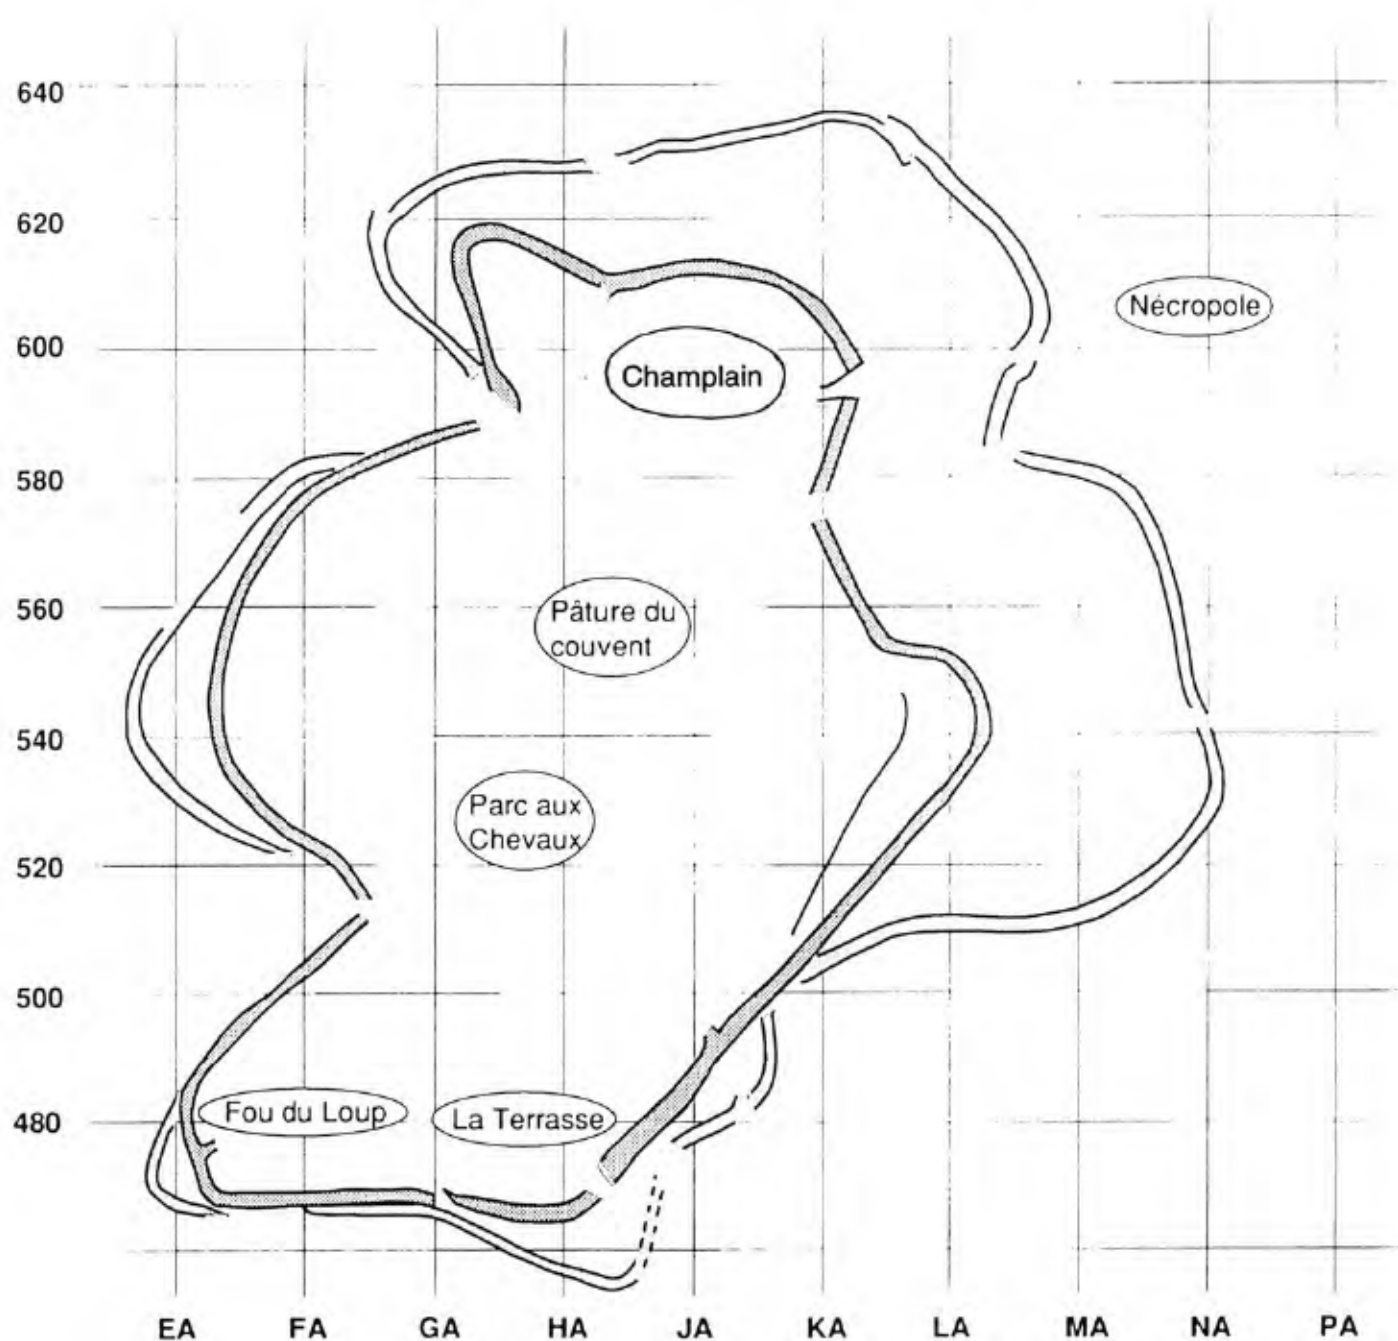 640
620
Nécropole
600
Champlain
580
560
Pâture du
couvent
540
Parc aux
Chevaux
520
500
480
Fou du Loup
La Terrasse
EA FA GA HA JA KA LA MA NA PA